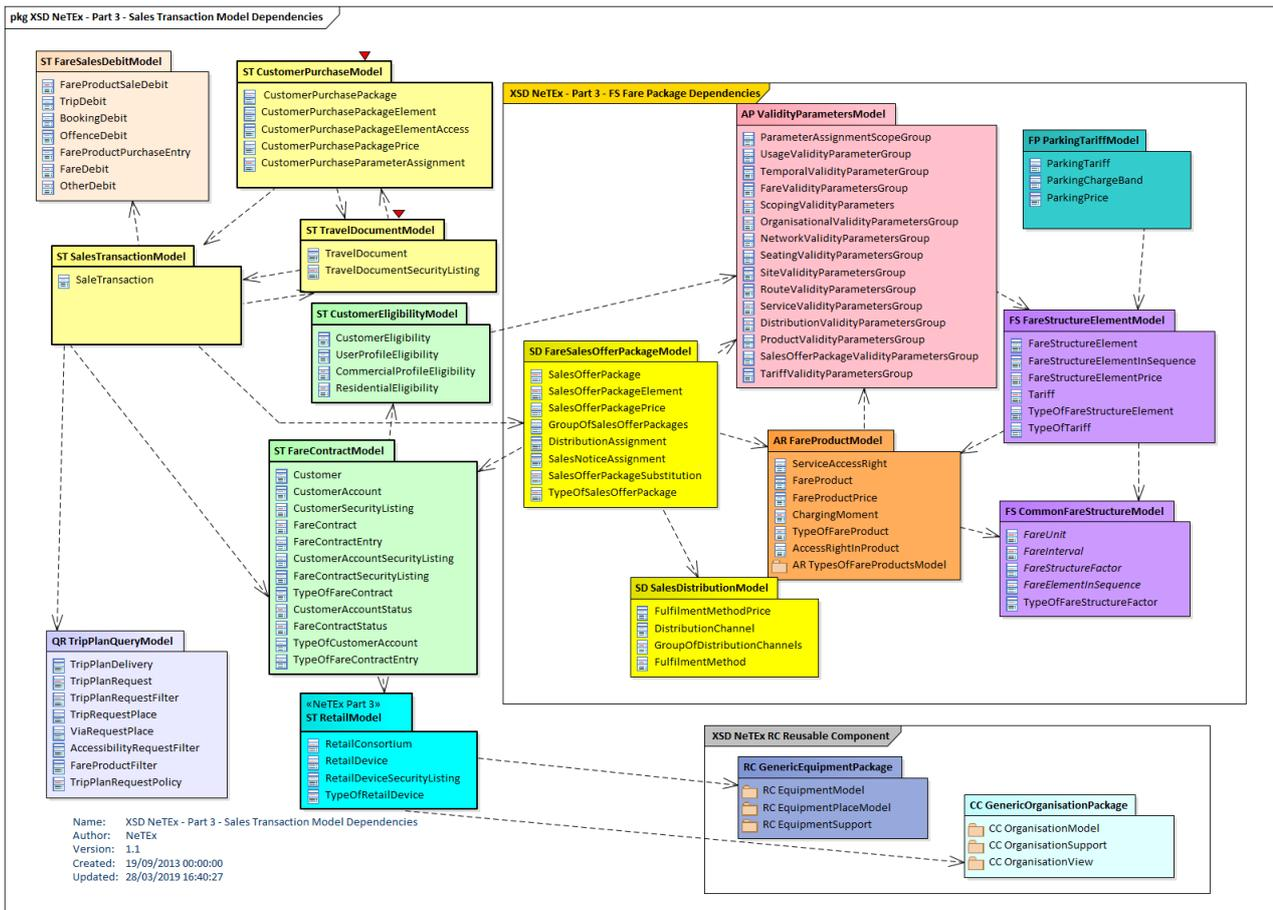 pkg XSD NeTEx - Part 3 - Sales Transaction Model Dependencies
ST FareSalesDebitModel
FareProductSaleDebit
TripDebit
BookingDebit
OffenceDebit
FareProductPurchaseEntry
FareDebit
OtherDebit
ST CustomerPurchaseModel
CustomerPurchasePackage
CustomerPurchasePackageElement
CustomerPurchasePackageElementAccess
CustomerPurchasePackagePrice
CustomerPurchaseParameterAssignment
ST SalesTransactionModel
SaleTransaction
ST TravelDocumentModel
TravelDocument
TravelDocumentSecurityListing
ST CustomerEligibilityModel
CustomerEligibility
UserProfileEligibility
CommercialProfileEligibility
ResidentialEligibility
ST FareContractModel
Customer
CustomerAccount
CustomerSecurityListing
FareContract
FareContractEntry
CustomerAccountSecurityListing
FareContractSecurityListing
TypeOfFareContract
CustomerAccountStatus
FareContractStatus
TypeOfCustomerAccount
TypeOfFareContractEntry
QR TripPlanQueryModel
TripPlanDelivery
TripPlanRequest
TripPlanRequestFilter
TripRequestPlace
ViaRequestPlace
AccessibilityRequestFilter
FareProductFilter
TripPlanRequestPolicy
«NeTEx Part 3»
ST RetailModel
RetailConsortium
RetailDevice
RetailDeviceSecurityListing
TypeOfRetailDevice
XSD NeTEx - Part 3 - FS Fare Package Dependencies
AP ValidityParametersModel
ParameterAssignmentScopeGroup
UsageValidityParameterGroup
TemporalValidityParameterGroup
FareValidityParametersGroup
ScopingValidityParameters
OrganisationalValidityParametersGroup
NetworkValidityParametersGroup
SeatingValidityParametersGroup
SiteValidityParametersGroup
RouteValidityParametersGroup
ServiceValidityParametersGroup
DistributionValidityParametersGroup
ProductValidityParametersGroup
SalesOfferPackageValidityParametersGroup
TariffValidityParametersGroup
FP ParkingTariffModel
ParkingTariff
ParkingChargeBand
ParkingPrice
FS FareStructureElementModel
FareStructureElement
FareStructureElementInSequence
FareStructureElementPrice
Tariff
TypeOfFareStructureElement
TypeOfTariff
SD FareSalesOfferPackageModel
SalesOfferPackage
SalesOfferPackageElement
SalesOfferPackagePrice
GroupOfSalesOfferPackages
DistributionAssignment
SalesNoticeAssignment
SalesOfferPackageSubstitution
TypeOfSalesOfferPackage
AR FareProductModel
ServiceAccessRight
FareProduct
FareProductPrice
ChargingMoment
TypeOfFareProduct
AccessRightInProduct
AR TypesOfFareProductsModel
FS CommonFareStructureModel
FareUnit
FareInterval
FareStructureFactor
FareElementInSequence
TypeOfFareStructureFactor
SD SalesDistributionModel
FulfilmentMethodPrice
DistributionChannel
GroupOfDistributionChannels
FulfilmentMethod
XSD NeTEx RC Reusable Component
RC GenericEquipmentPackage
RC EquipmentModel
RC EquipmentPlaceModel
RC EquipmentSupport
CC GenericOrganisationPackage
CC OrganisationModel
CC OrganisationSupport
CC OrganisationView
Name: XSD NeTEx - Part 3 - Sales Transaction Model Dependencies
Author: NeTEx
Version: 1.1
Created: 19/09/2013 00:00:00
Updated: 28/03/2019 16:40:27